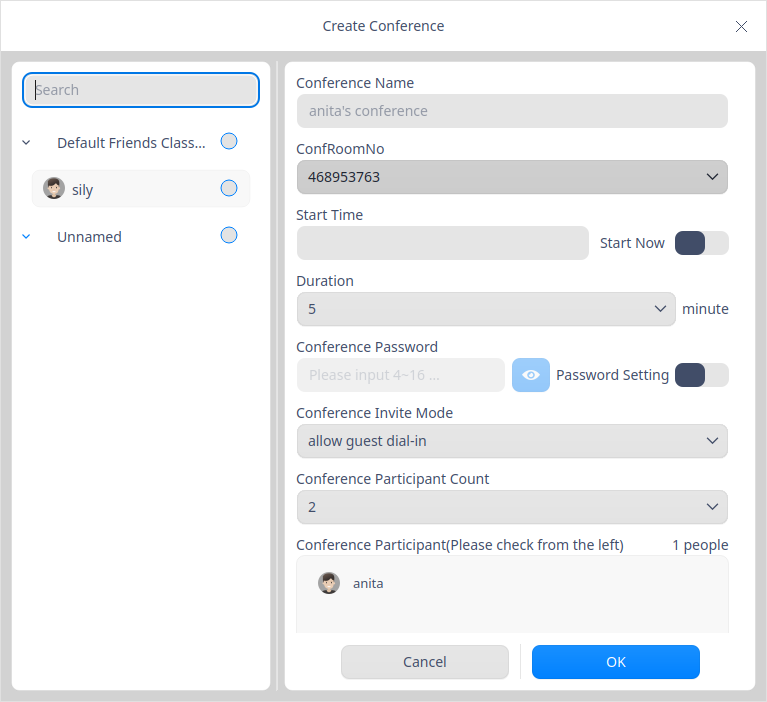 Create Conference
Search
Default Friends Class...
sily
Unnamed
Conference Name
anita's conference
ConfRoomNo
468953763
Start Time
Start Now
Duration
5
minute
Conference Password
Please input 4~16 ...
Password Setting
Conference Invite Mode
allow guest dial-in
Conference Participant Count
2
Conference Participant(Please check from the left) 1 people
anita
Cancel
OK